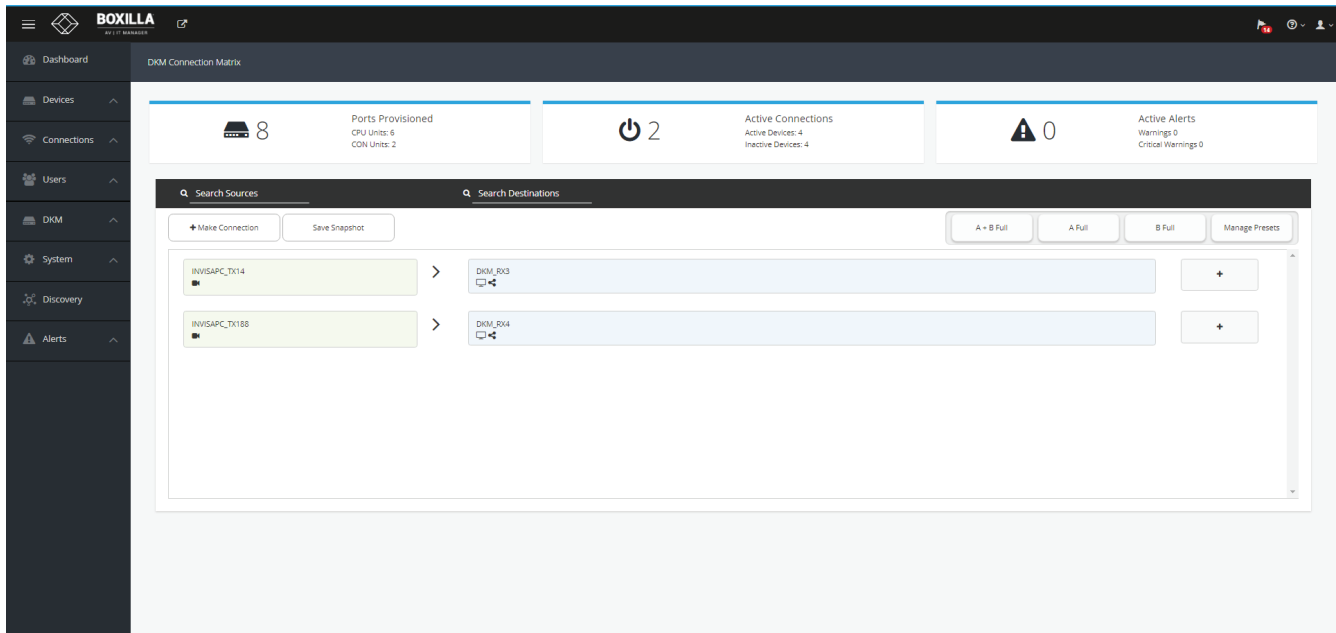 BOXILLA
AV | IT MANAGER
14
Dashboard
DKM Connection Matrix
Devices
Connections
Users
DKM
System
Discovery
Alerts
8
Ports Provisioned
CPU Units: 6
CON Units: 2
2
Active Connections
Active Devices: 4
Inactive Devices: 4
0
Active Alerts
Warnings 0
Critical Warnings 0
Search Sources
Search Destinations
+ Make Connection
Save Snapshot
A + B Full
A Full
B Full
Manage Presets
INVISAPC_TX14
DKM_RX3
+
INVISAPC_TX188
DKM_RX4
+